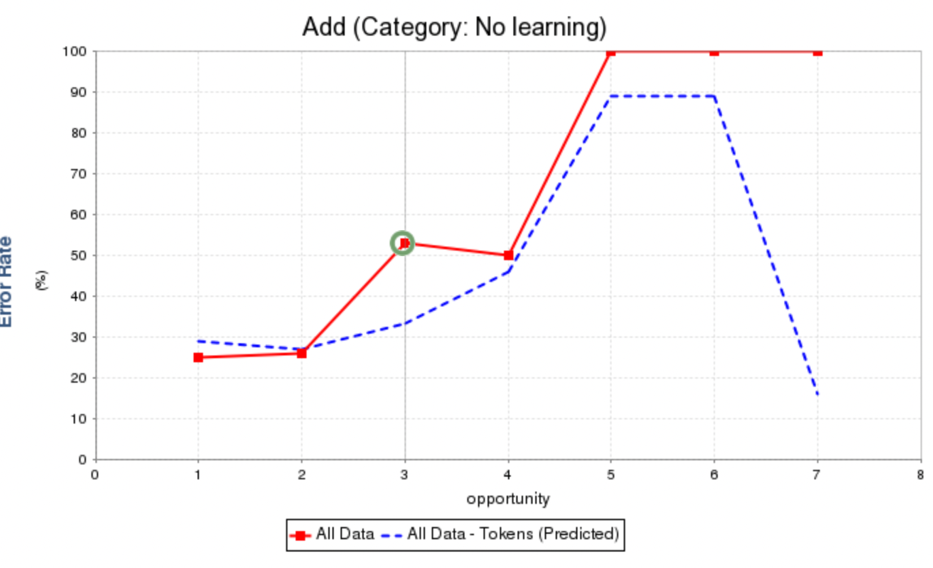 Add (Category: No learning)
100
90
80
70
60
50
40
30
20
10
0
Error Rate
(%)
0 1 2 3 4 5 6 7 8
opportunity
All Data All Data - Tokens (Predicted)